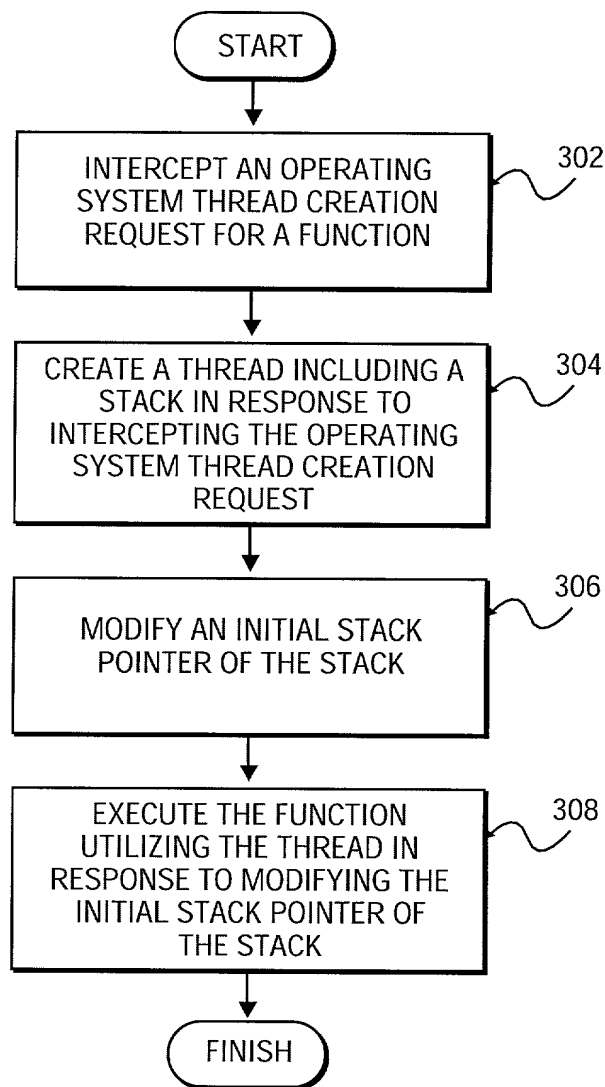 START
INTERCEPT AN OPERATING
SYSTEM THREAD CREATION
REQUEST FOR A FUNCTION
302
CREATE A THREAD INCLUDING A
STACK IN RESPONSE TO
INTERCEPTING THE OPERATING
SYSTEM THREAD CREATION
REQUEST
304
MODIFY AN INITIAL STACK
POINTER OF THE STACK
306
EXECUTE THE FUNCTION
UTILIZING THE THREAD IN
RESPONSE TO MODIFYING THE
INITIAL STACK POINTER OF
THE STACK
308
FINISH